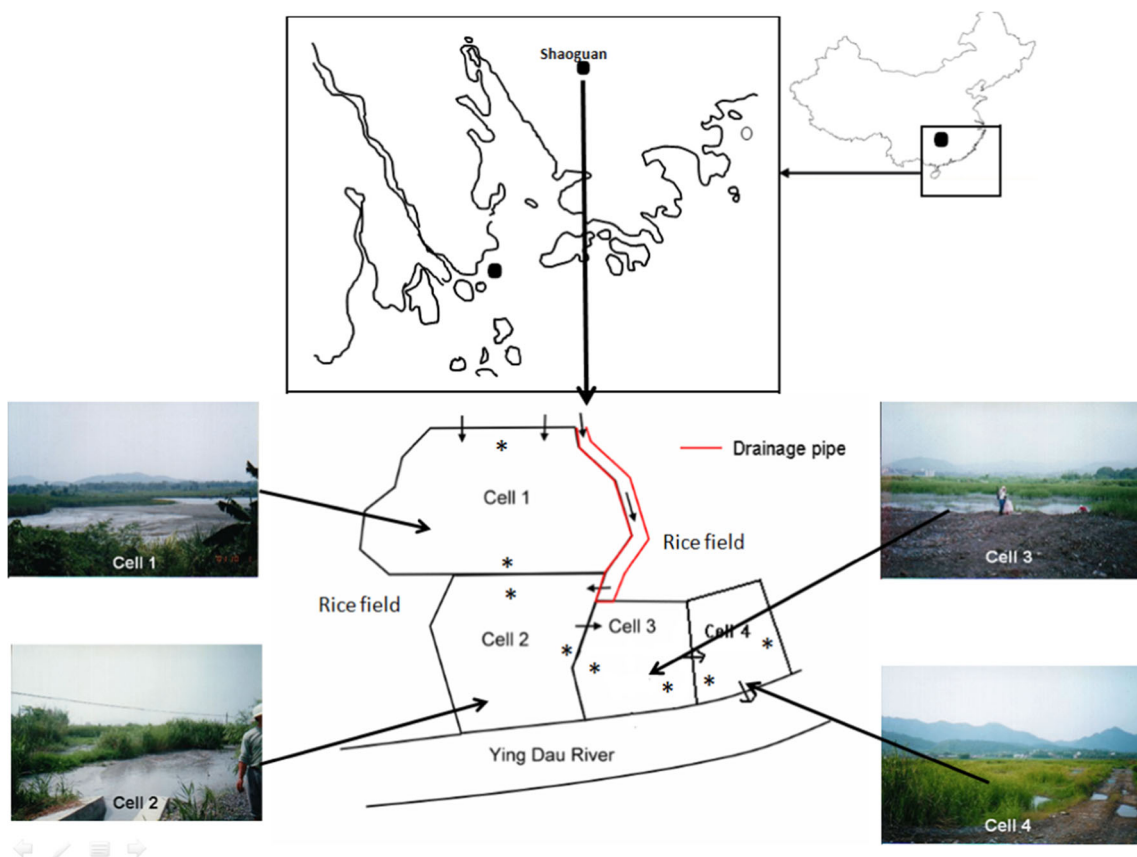 Shaoguan
Cell 1
Drainage pipe
Rice field
Rice field
Cell 2
Cell 3
Cell 4
Ying Dau River
Cell 1
Cell 2
Cell 3
Cell 4